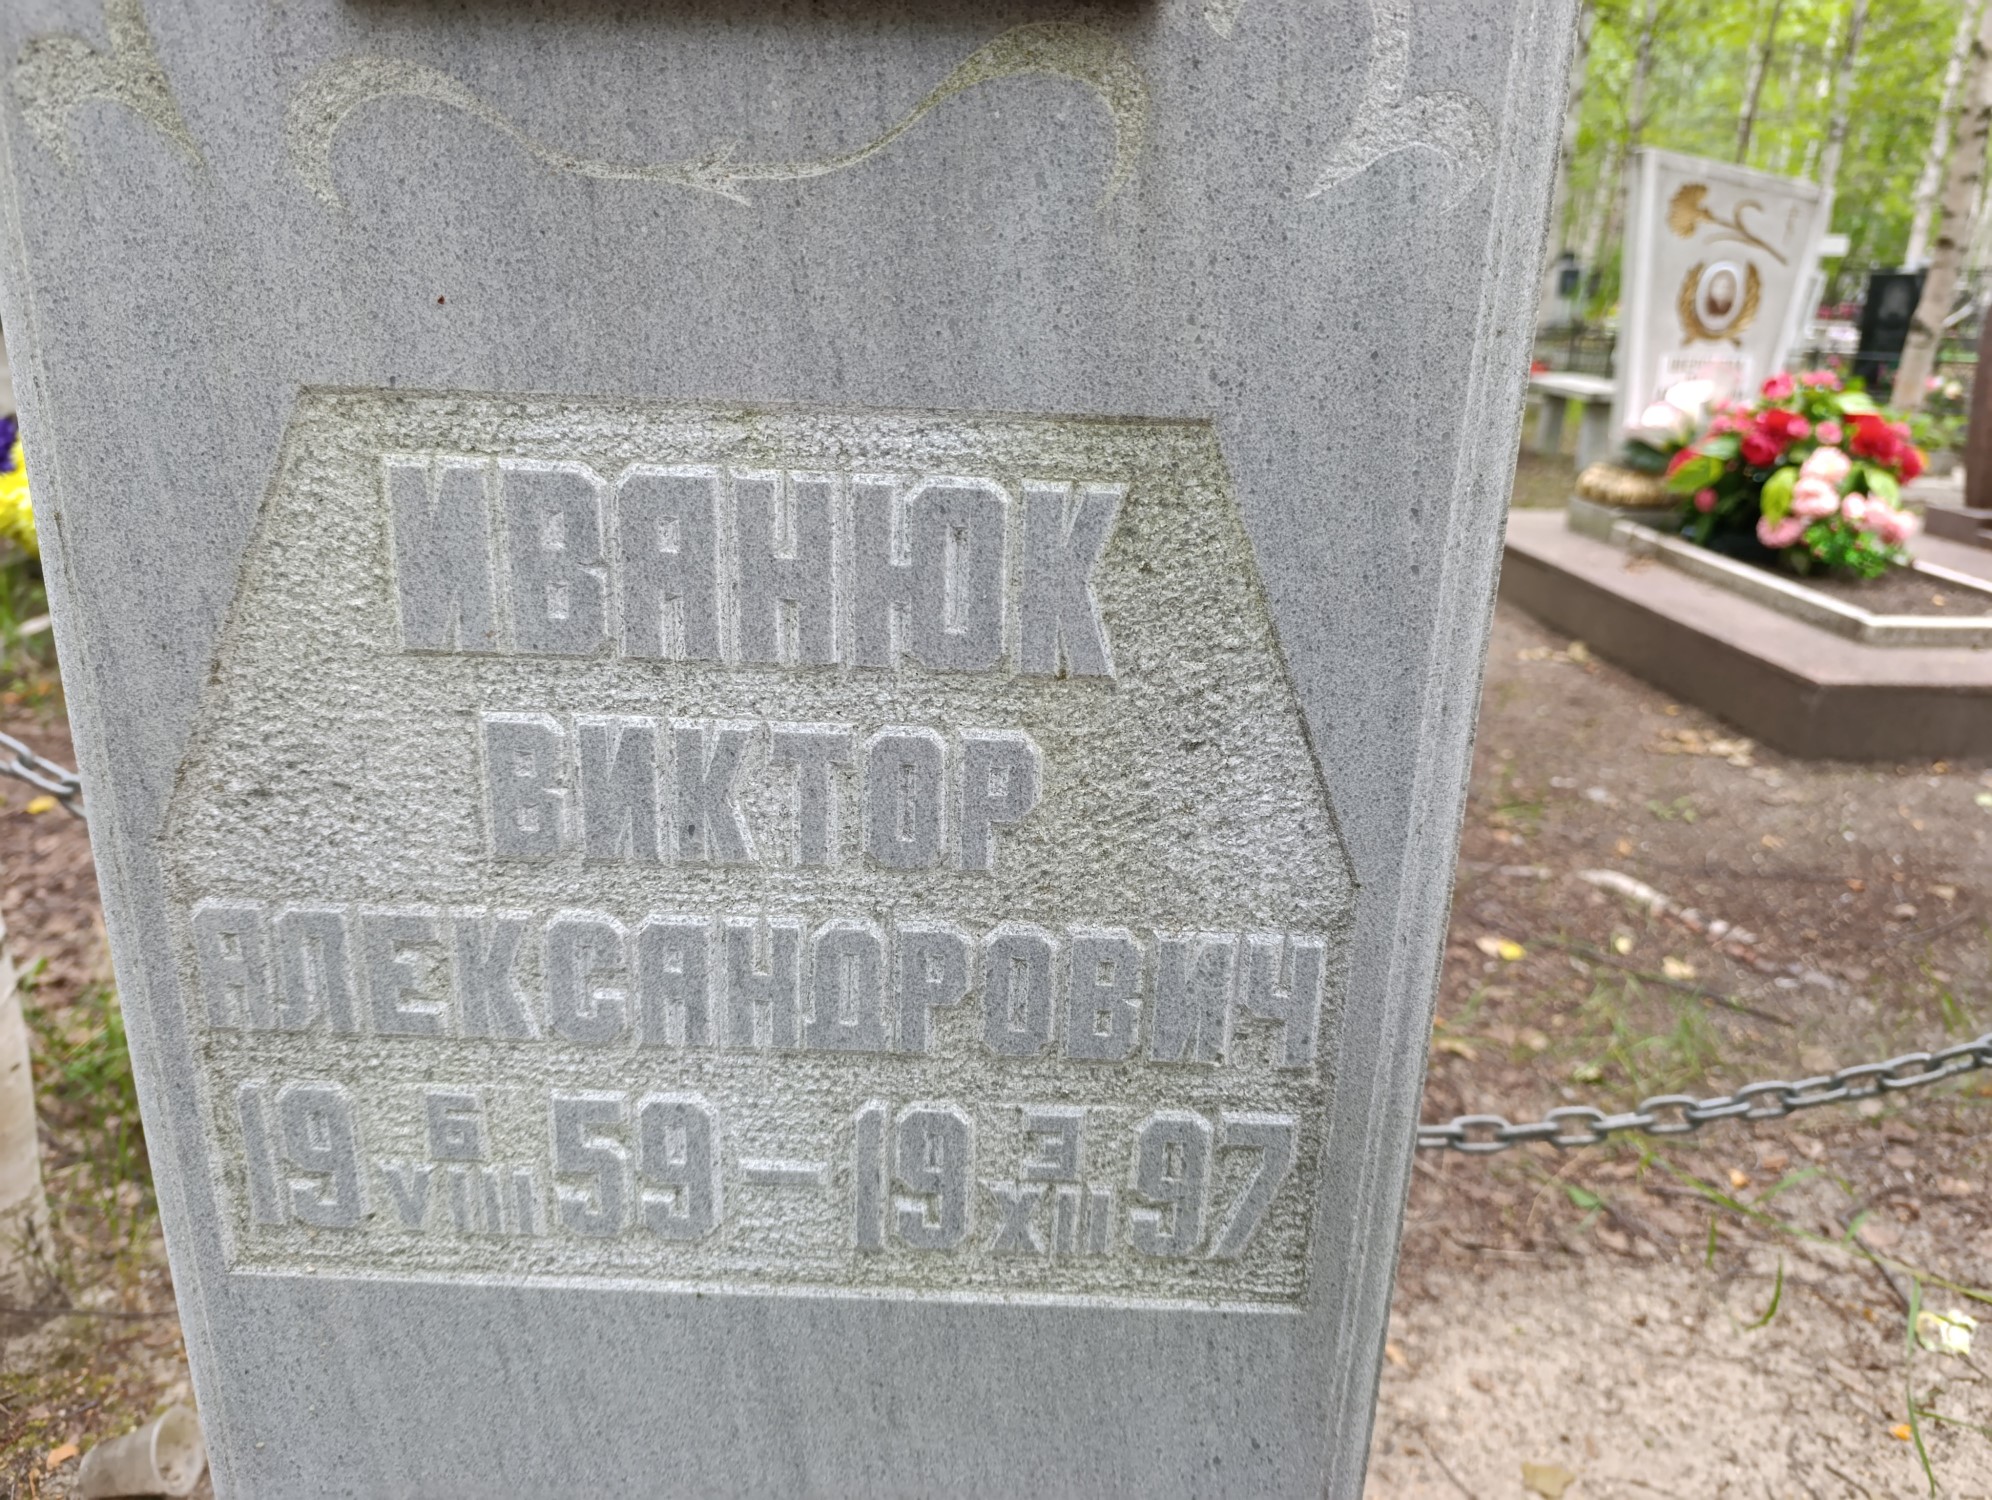 ИВАНЮК
ВИКТОР
АЛЕКСАНДРОВИЧ
19 6/VIII 59 – 19 3/XII 97